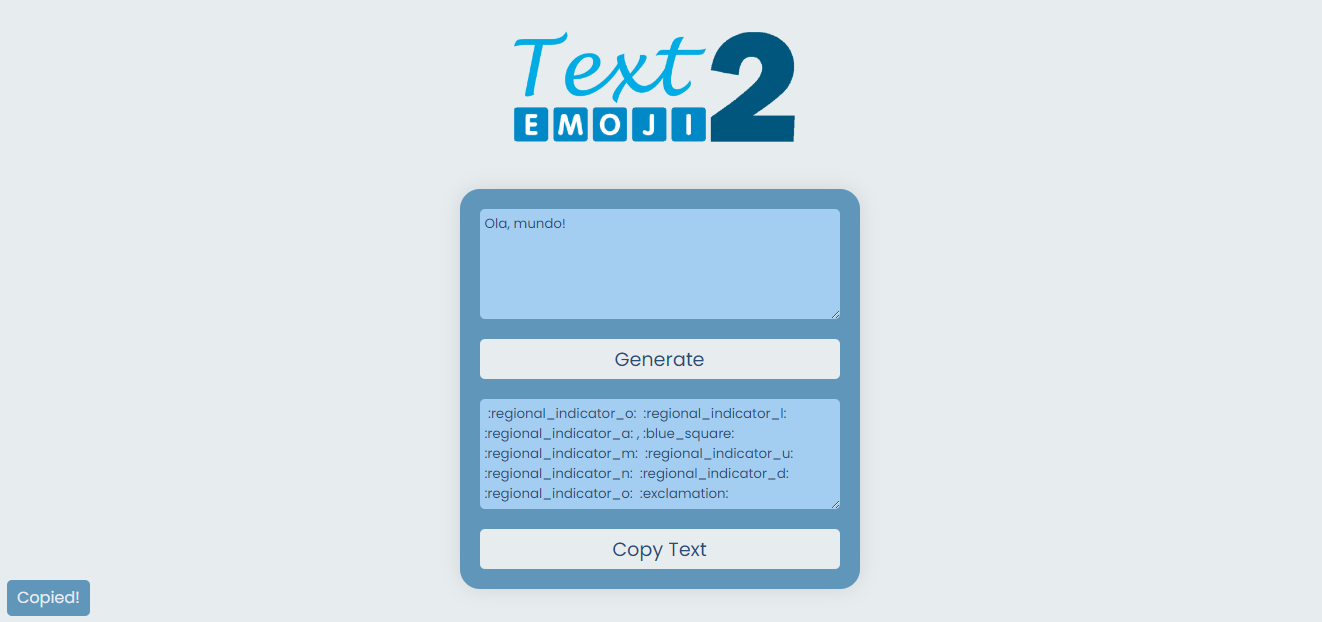 Text 2
EMOJI
Ola, mundo!
Generate
:regional_indicator_o: :regional_indicator_l:
:regional_indicator_a: , :blue_square:
:regional_indicator_m: :regional_indicator_u:
:regional_indicator_n: :regional_indicator_d:
:regional_indicator_o: :exclamation:
Copy Text
Copied!